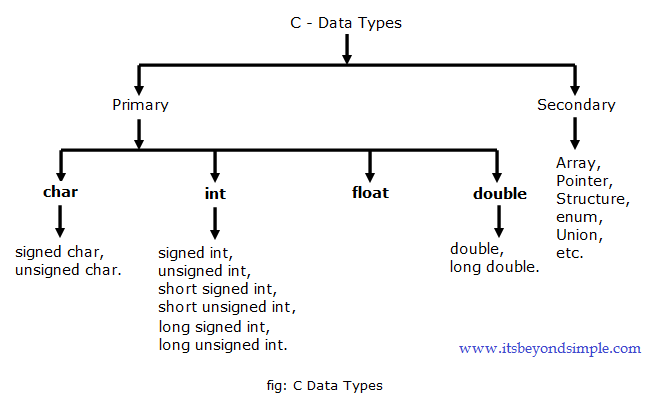 C - Data Types
Primary
Secondary
char
int
float
double
signed char,
unsigned char.
signed int,
unsigned int,
short signed int,
short unsigned int,
long signed int,
long unsigned int.
double,
long double.
Array,
Pointer,
Structure,
enum,
Union,
etc.
www.itsbeyondsimple.com
fig: C Data Types